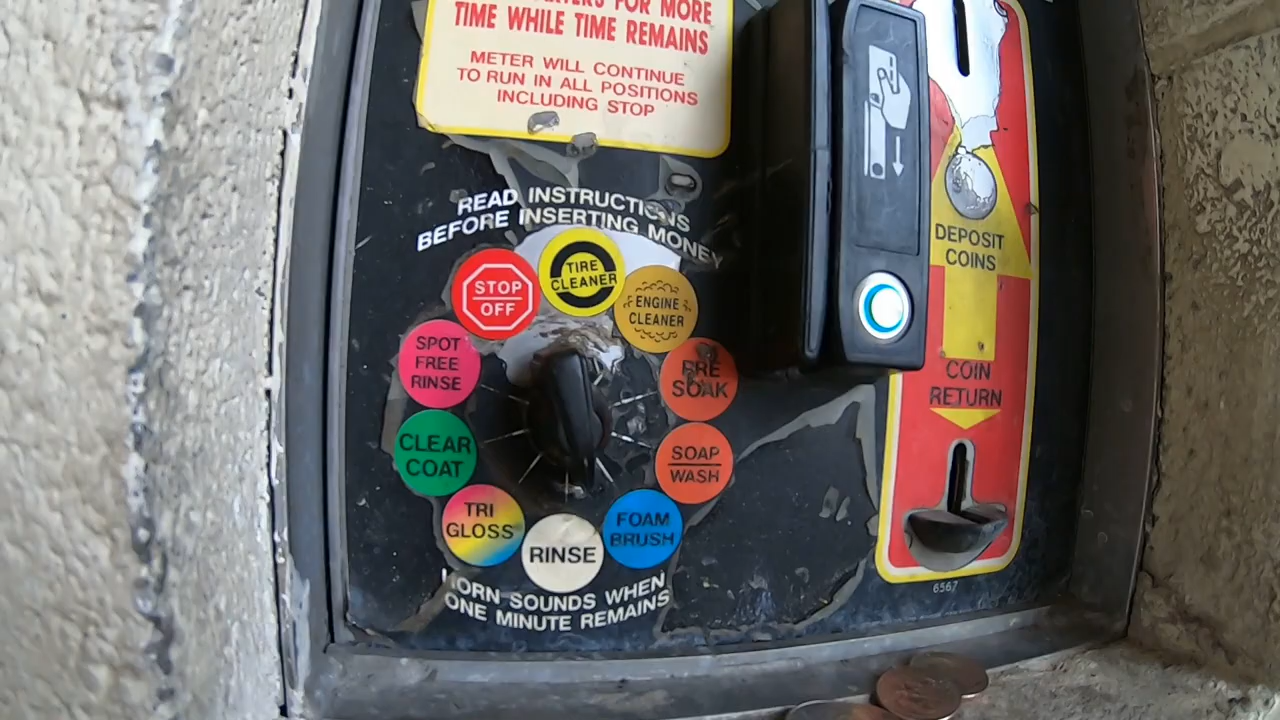 FOR MORE
TIME WHILE TIME REMAINS
METER WILL CONTINUE
TO RUN IN ALL POSITIONS
INCLUDING STOP
READ INSTRUCTIONS
BEFORE INSERTING MONEY
STOP
OFF
TIRE
CLEANER
ENGINE
CLEANER
PRE
SOAK
SOAP
WASH
FOAM
BRUSH
RINSE
TRI
GLOSS
CLEAR
COAT
SPOT
FREE
RINSE
HORN SOUNDS WHEN
ONE MINUTE REMAINS
DEPOSIT
COINS
COIN
RETURN
6567